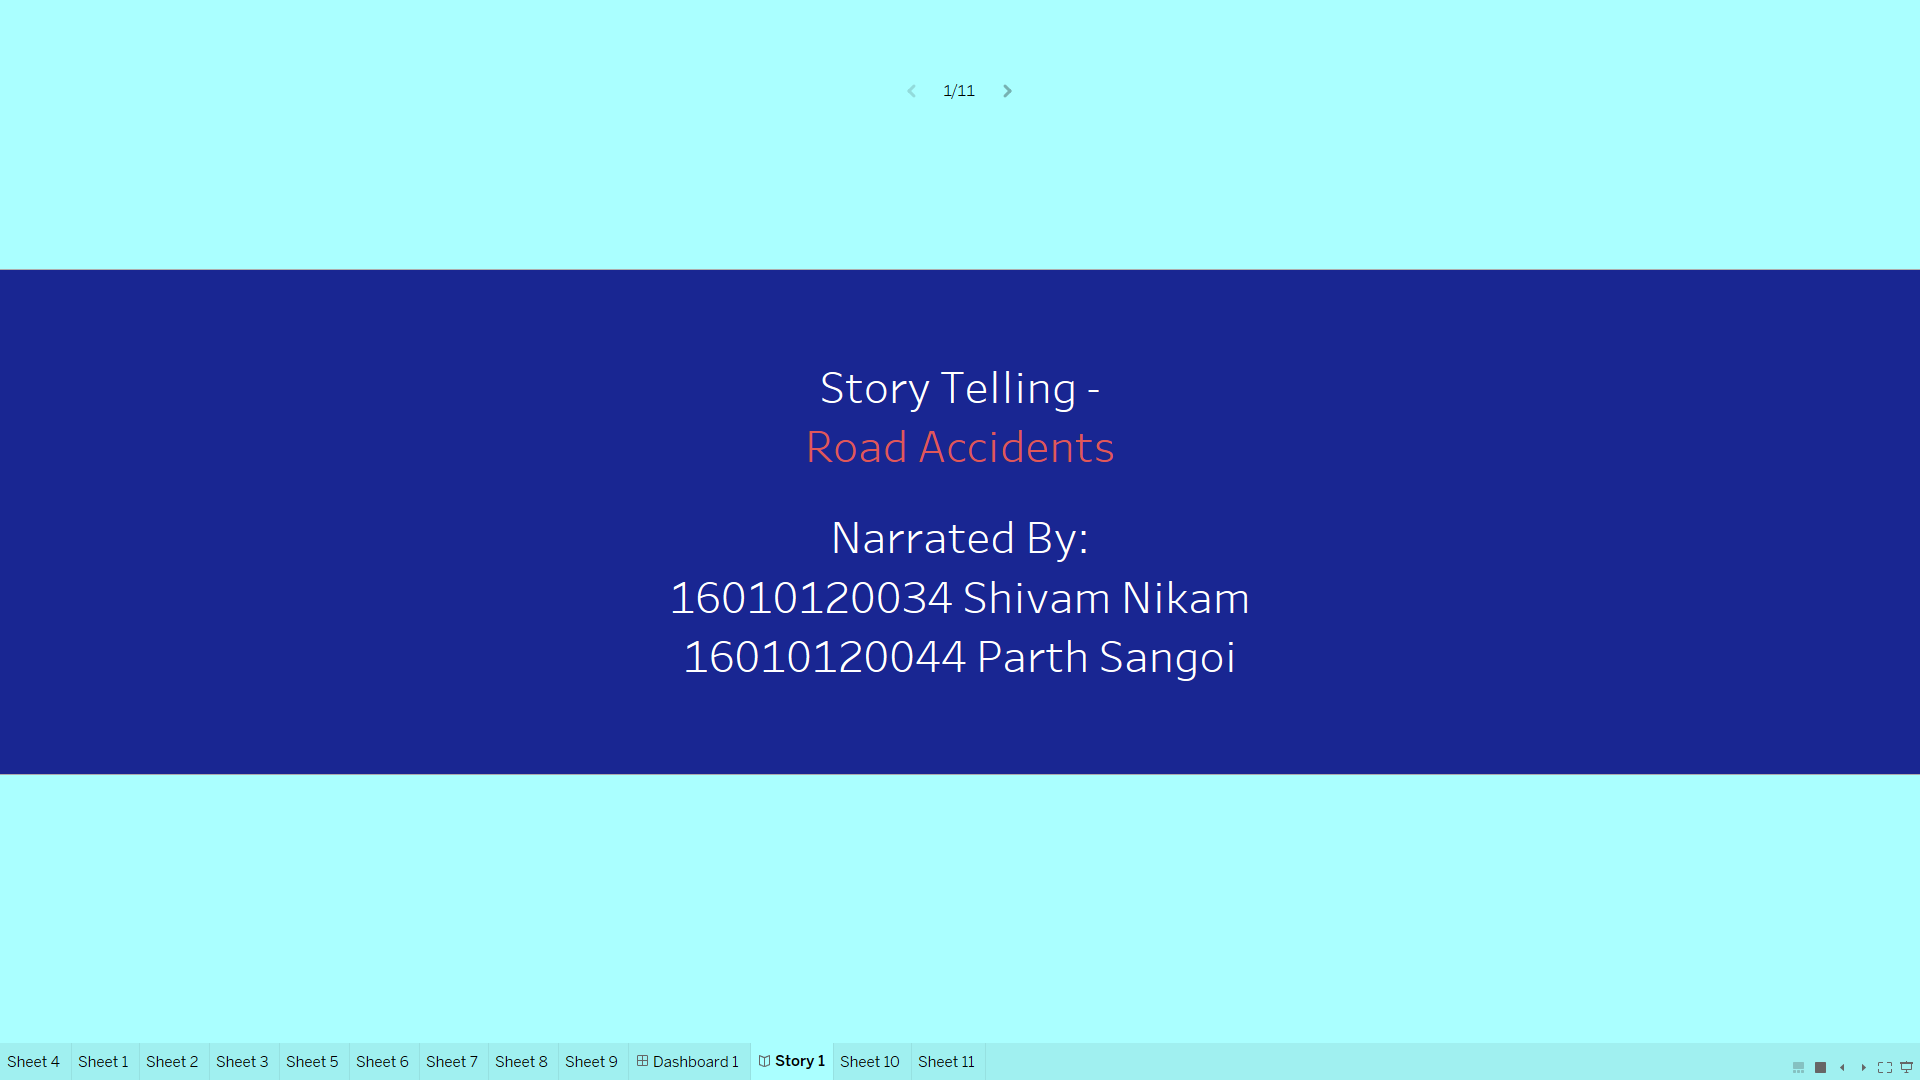 1/11
Story Telling -
Road Accidents
Narrated By:
16010120034 Shivam Nikam
16010120044 Parth Sangoi
Sheet 4 Sheet 1 Sheet 2 Sheet 3 Sheet 5 Sheet 6 Sheet 7 Sheet 8 Sheet 9 Dashboard 1 Story 1 Sheet 10 Sheet 11